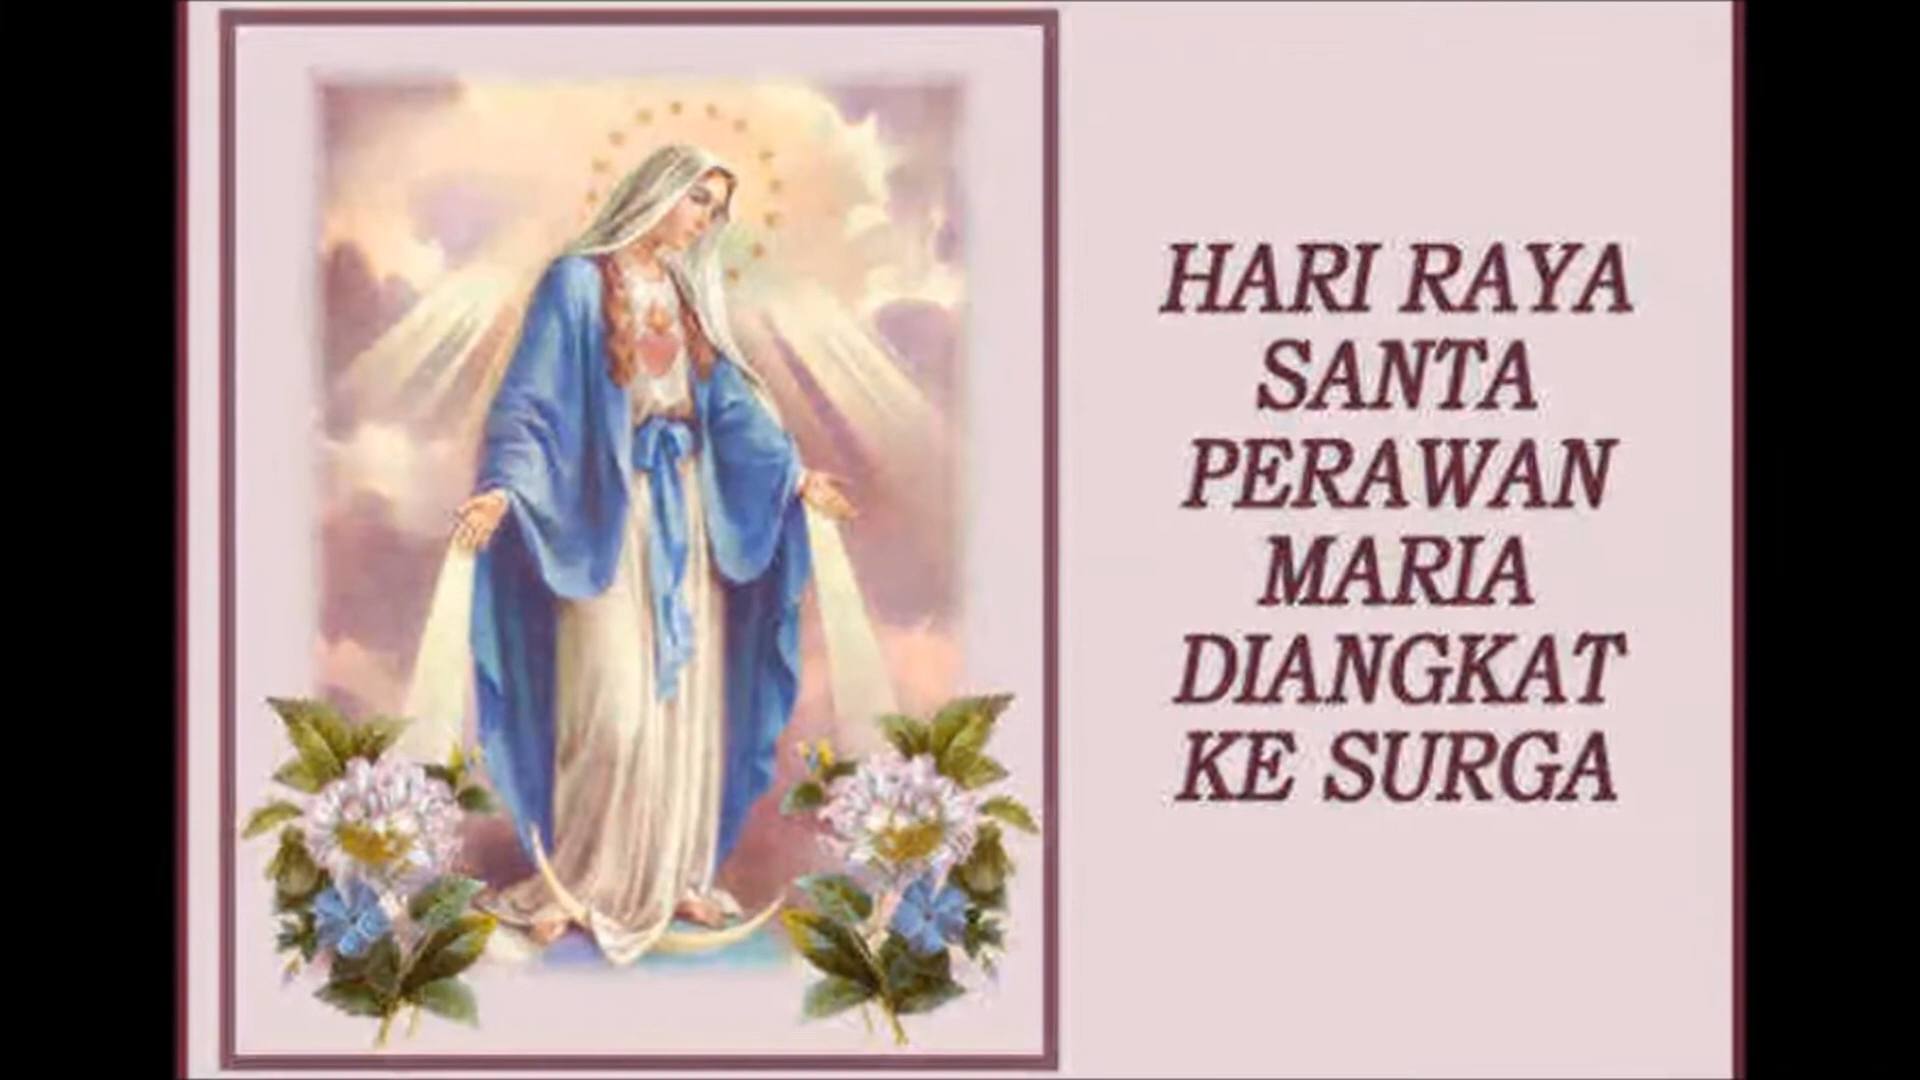 HARI RAYA
SANTA
PERAWAN
MARIA
DIANGKAT
KE SURGA